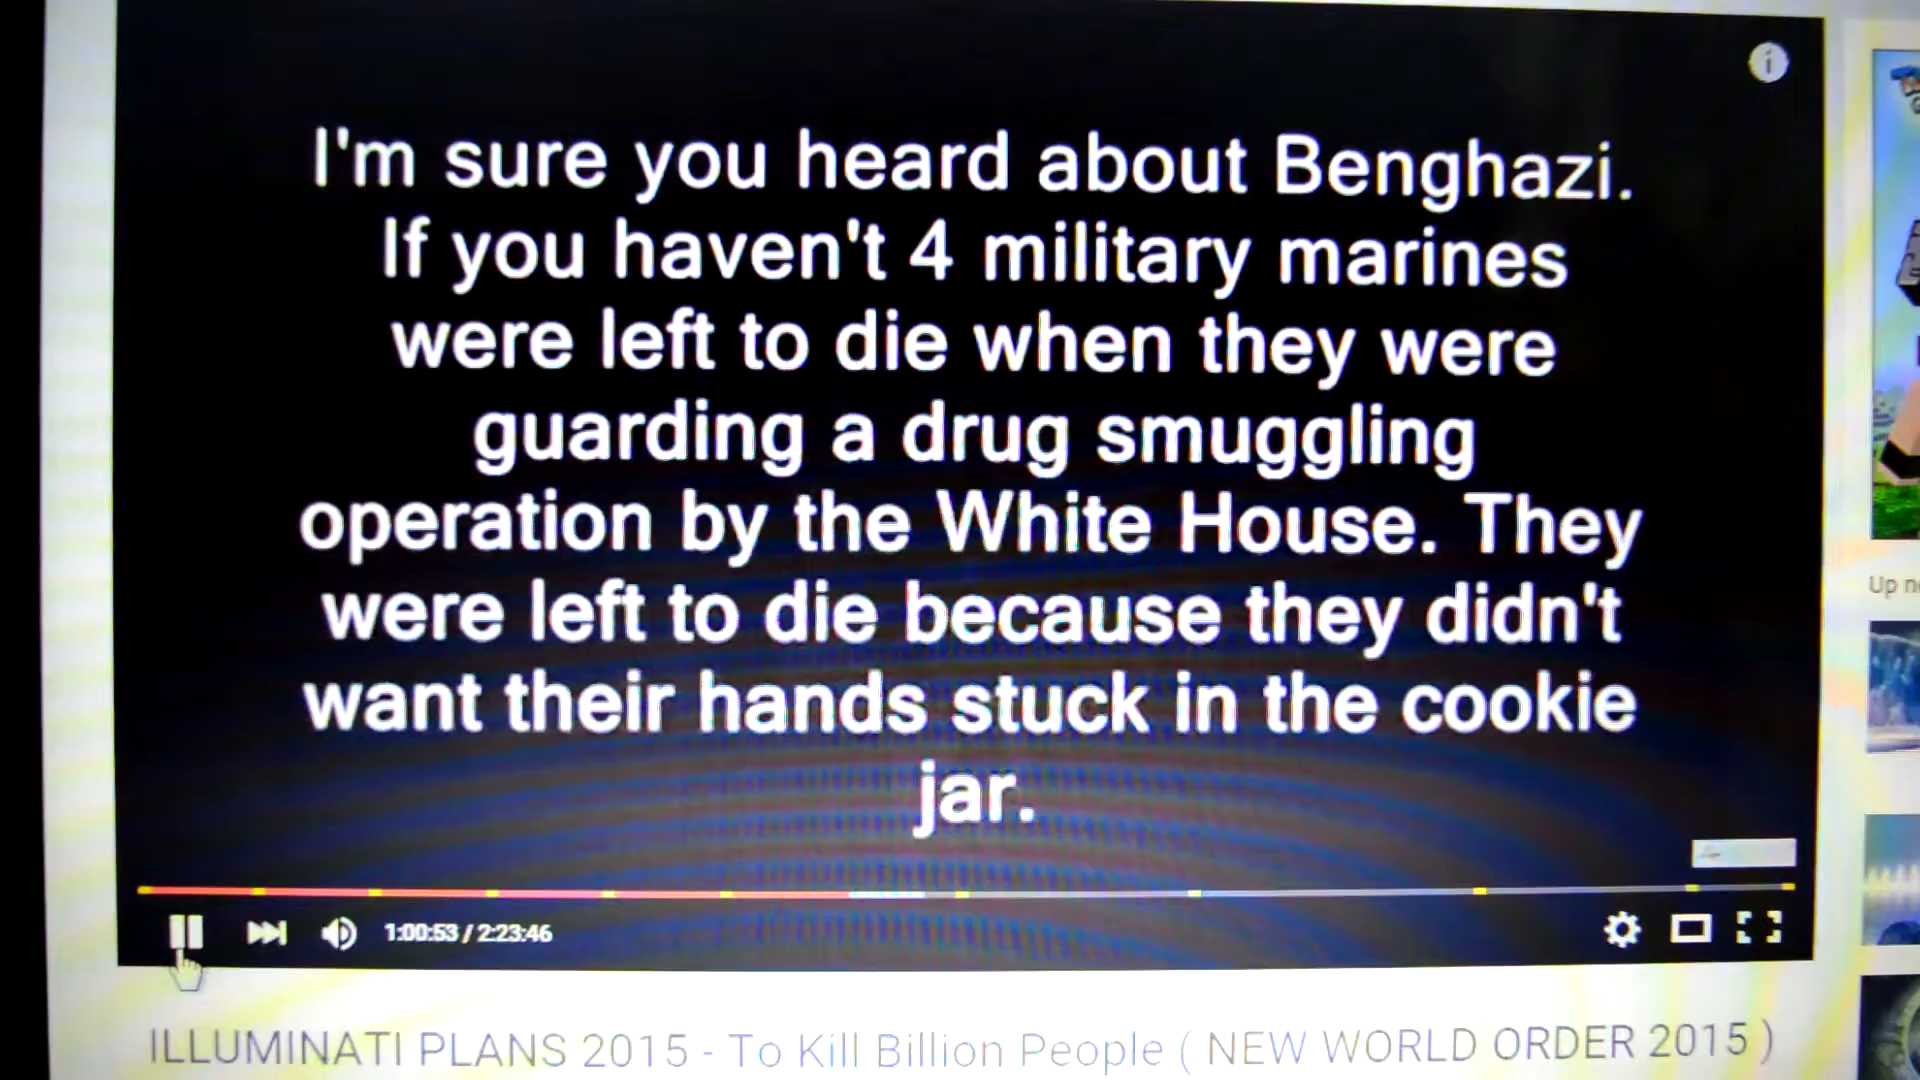 I'm sure you heard about Benghazi.
If you haven't 4 military marines
were left to die when they were
guarding a drug smuggling
operation by the White House. They
were left to die because they didn't
want their hands stuck in the cookie
jar.
1:00:53 / 2:23:46
Up
ILLUMINATI PLANS 2015 - To Kill Billion People ( NEW WORLD ORDER 2015 )